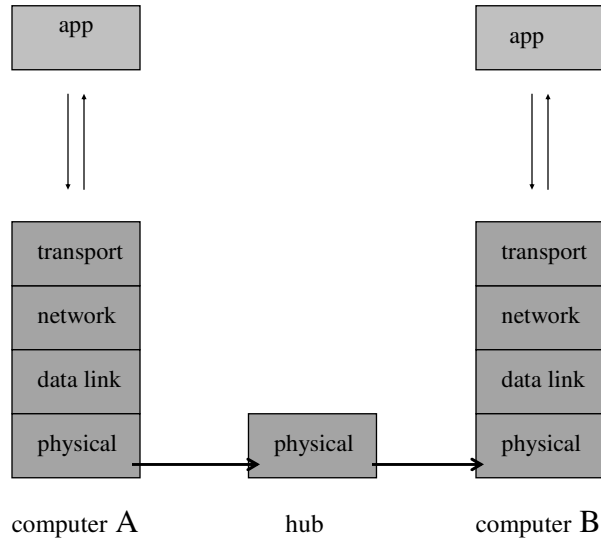 app
app
transport
transport
network
network
data link
data link
physical
physical
physical
computer A
hub
computer B